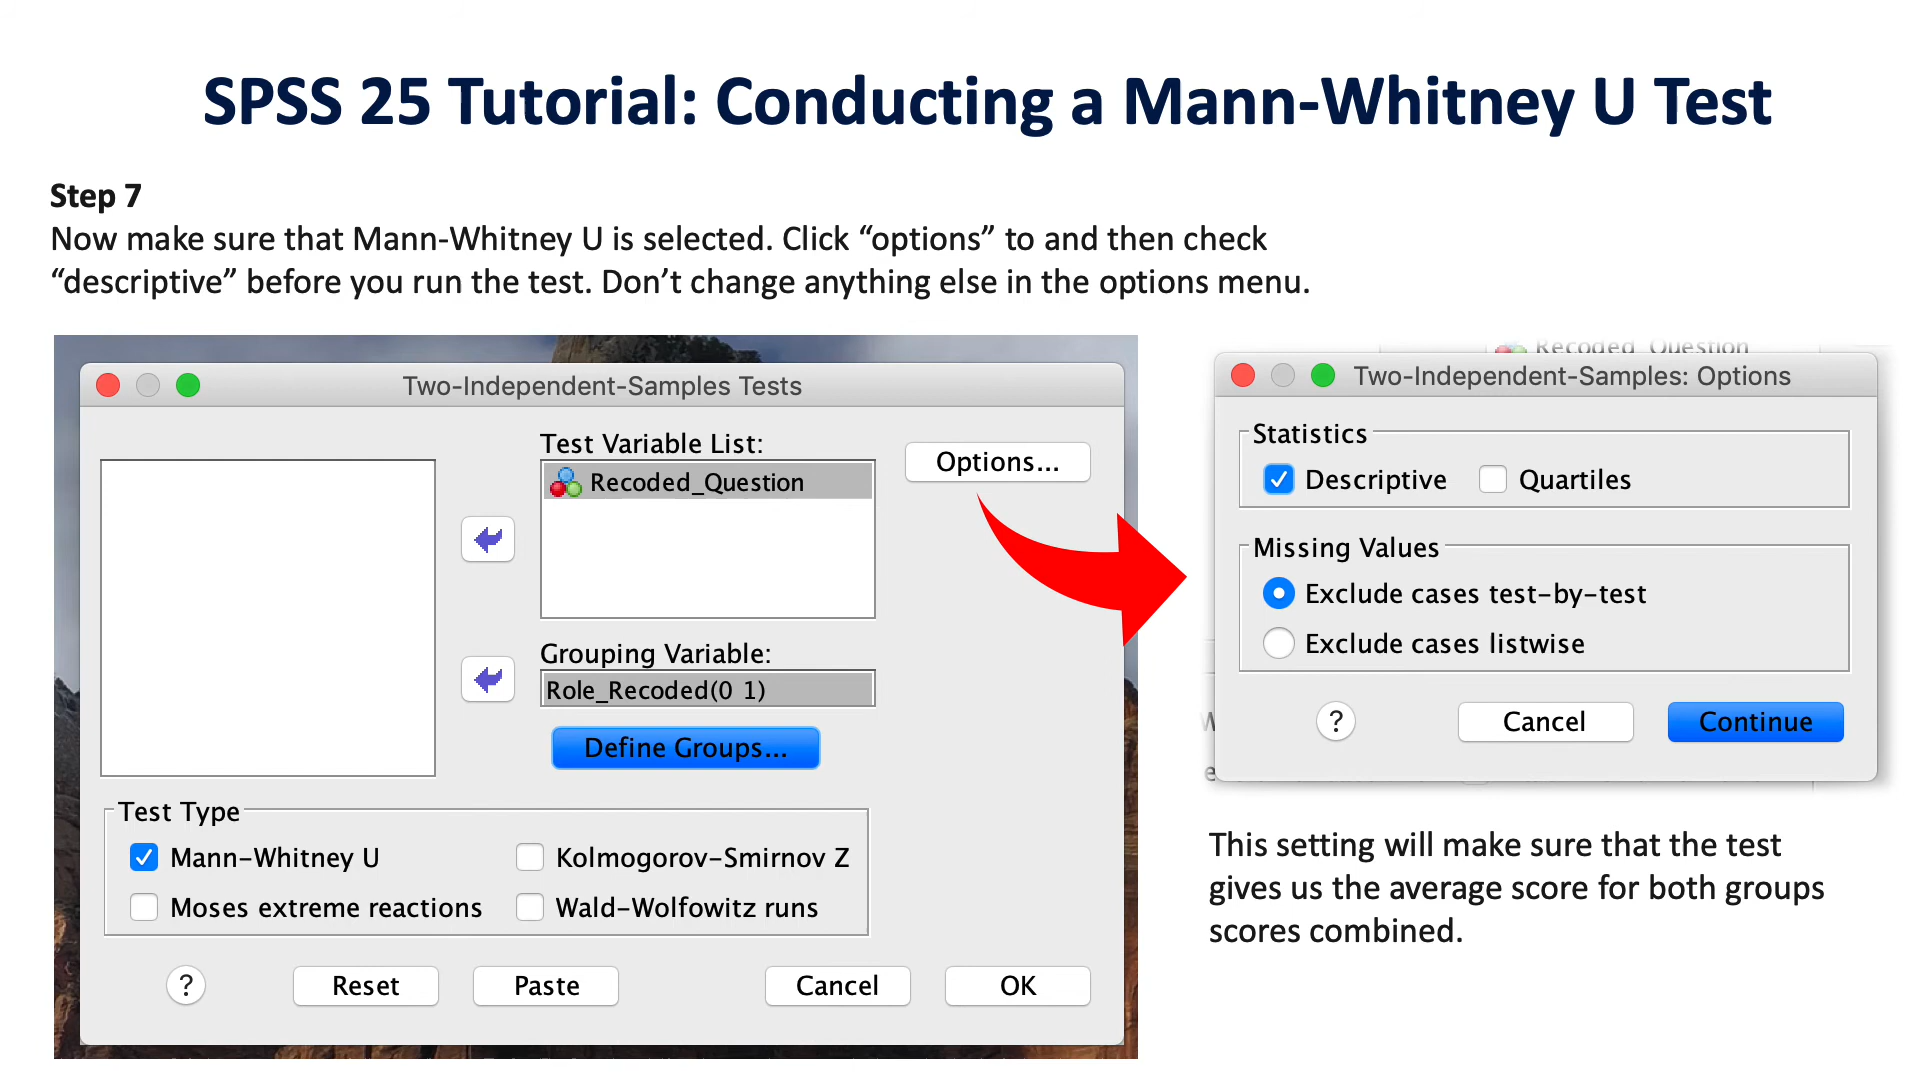 SPSS 25 Tutorial: Conducting a Mann-Whitney U Test
Step 7
Now make sure that Mann-Whitney U is selected. Click “options” to and then check
“descriptive” before you run the test. Don’t change anything else in the options menu.
Two-Independent-Samples Tests
Test Variable List:
Recoded_Question
Options...
Grouping Variable:
Role_Recoded(0 1)
Define Groups...
Test Type
Mann-Whitney U
Kolmogorov-Smirnov Z
Moses extreme reactions
Wald-Wolfowitz runs
?
Reset
Paste
Cancel
OK
Recoded_Question
Two-Independent-Samples: Options
Statistics
Descriptive
Quartiles
Missing Values
Exclude cases test-by-test
Exclude cases listwise
?
Cancel
Continue
This setting will make sure that the test
gives us the average score for both groups
scores combined.